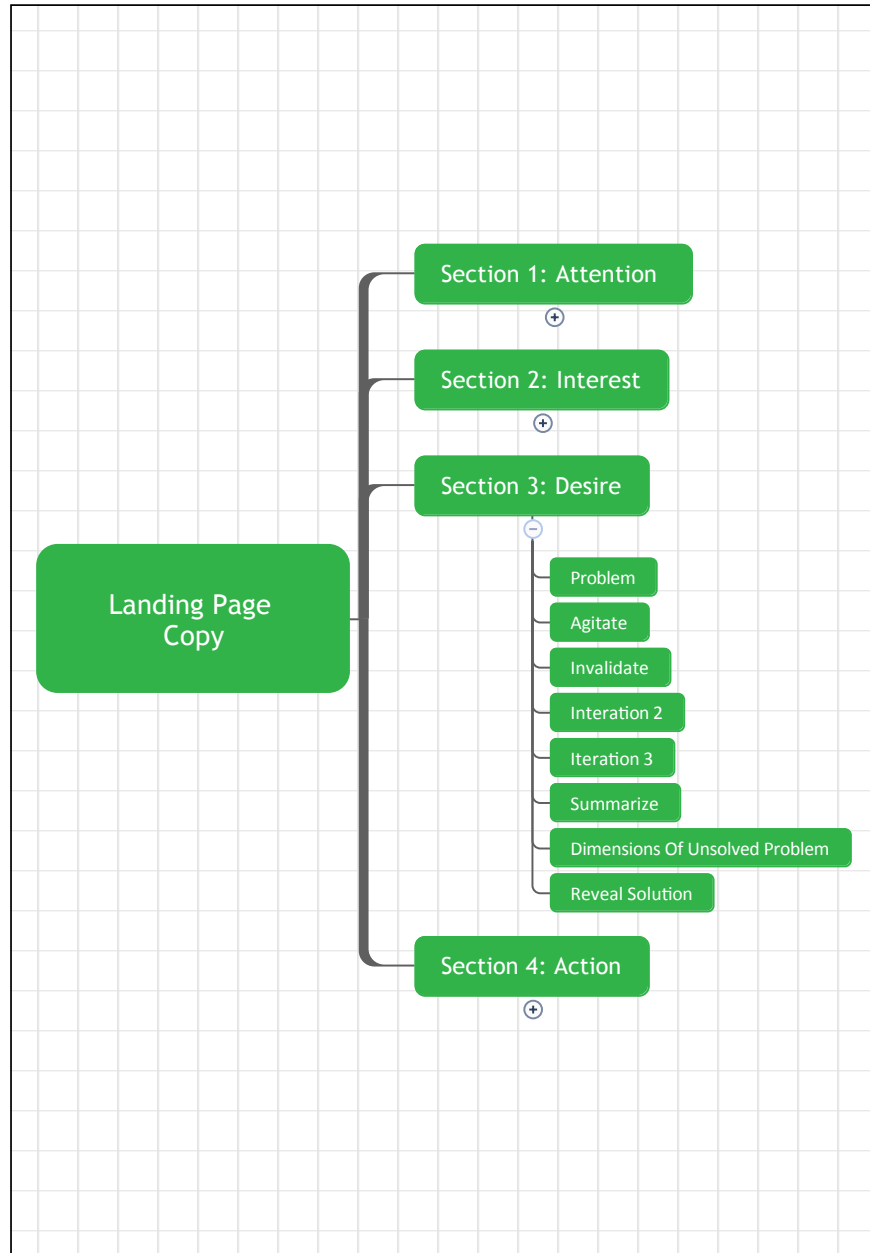 Section 1: Attention
Section 2: Interest
Section 3: Desire
Landing Page
Copy
Problem
Agitate
Invalidate
Interation 2
Iteration 3
Summarize
Dimensions Of Unsolved Problem
Reveal Solution
Section 4: Action